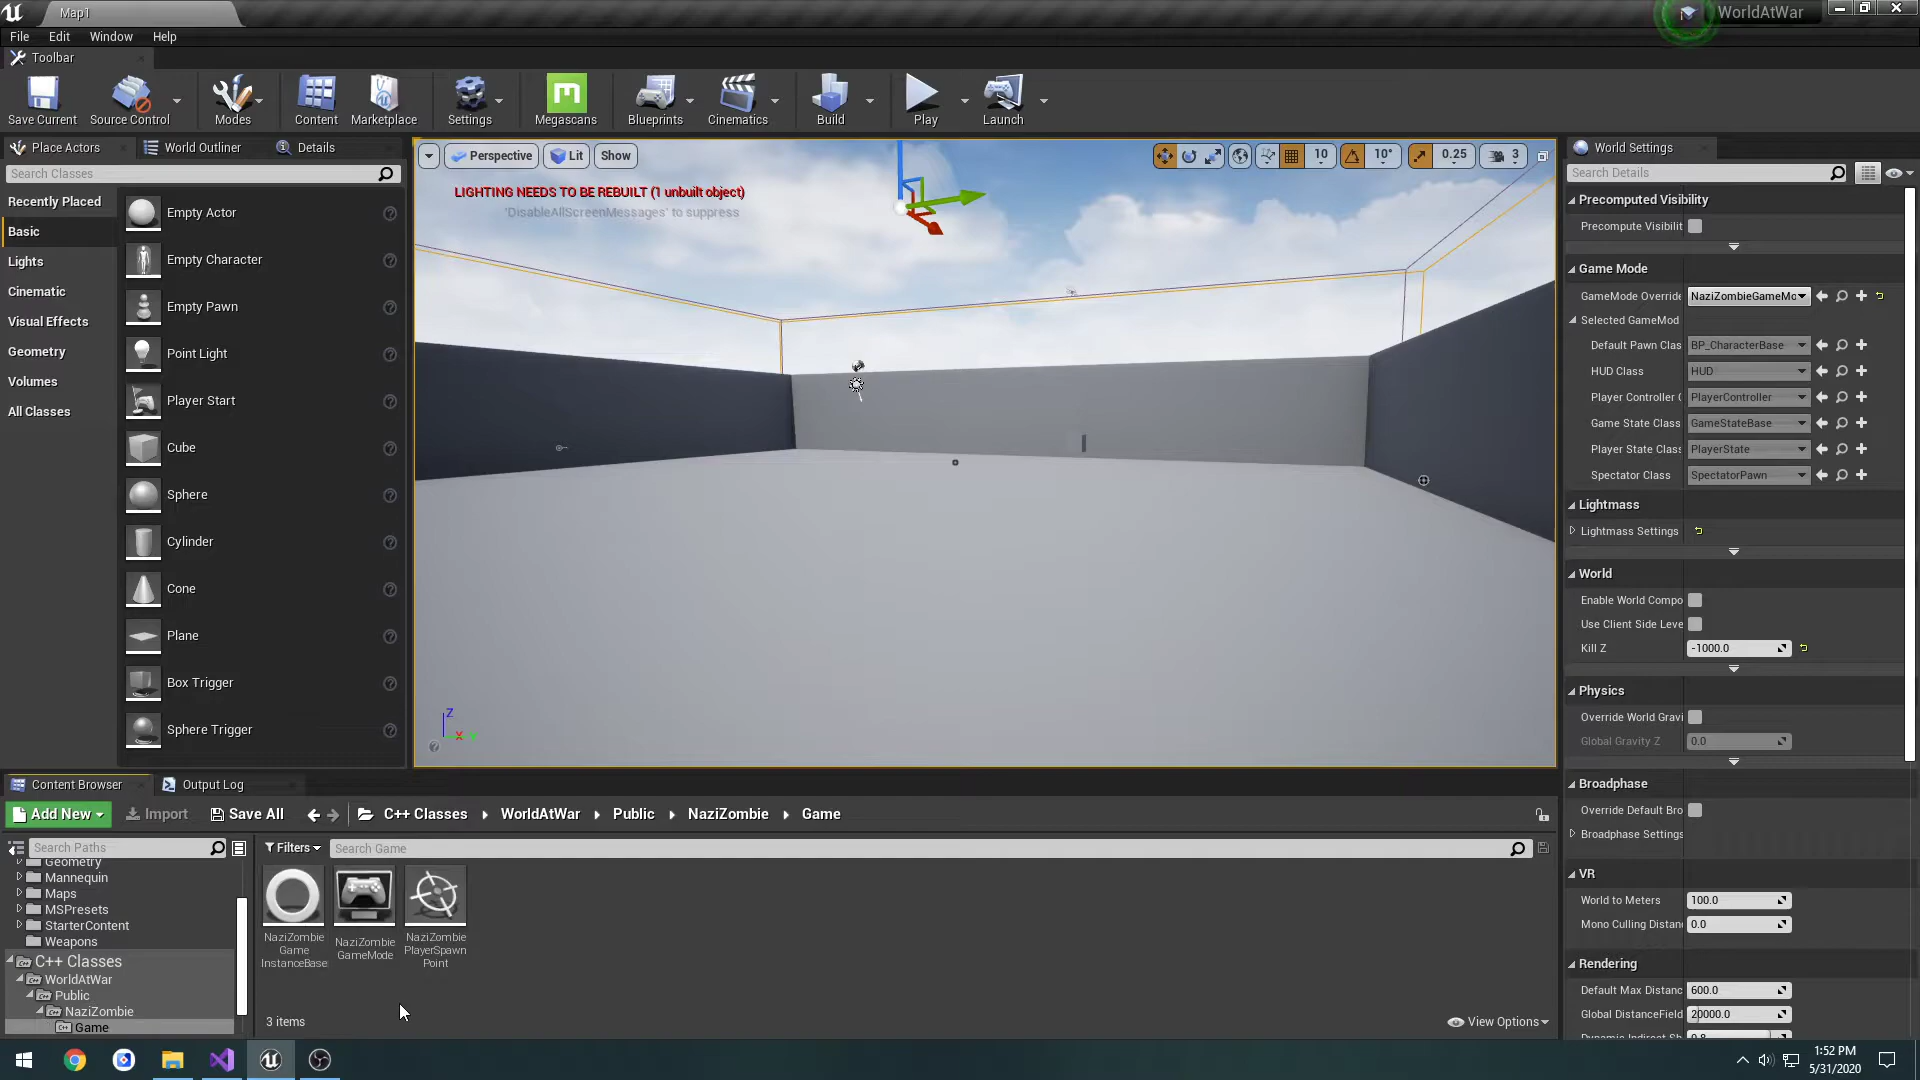 Map1
WorldAtWar
File Edit Window Help
Toolbar
Save Current
Source Control
Modes
Content
Marketplace
Settings
Megascans
Blueprints
Cinematics
Build
Play
Launch
Place Actors
World Outliner
Details
Search Classes
Recently Placed
Basic
Lights
Cinematic
Visual Effects
Geometry
Volumes
All Classes
Empty Actor
Empty Character
Empty Pawn
Point Light
Player Start
Cube
Sphere
Cylinder
Cone
Plane
Box Trigger
Sphere Trigger
Perspective
Lit
Show
10
10°
0.25
3
LIGHTING NEEDS TO BE REBUILT (1 unbuilt object)
'DisableAllScreenMessages' to suppress
Z
X
World Settings
Search Details
Precomputed Visibility
Precompute Visibilit
Game Mode
GameMode Override
NaziZombieGameMo
Selected GameMod
Default Pawn Clas
BP_CharacterBase
HUD Class
HUD
Player Controller C
PlayerController
Game State Class
GameStateBase
Player State Class
PlayerState
Spectator Class
SpectatorPawn
Lightmass
Lightmass Settings
World
Enable World Compo
Use Client Side Leve
Kill Z
-1000.0
Physics
Override World Gravi
Global Gravity Z
0.0
Broadphase
Override Default Bro
Broadphase Settings
VR
World to Meters
100.0
Mono Culling Distanc
0.0
Rendering
Default Max Distanc
600.0
Global DistanceField
20000.0
Content Browser
Output Log
Add New
Import
Save All
C++ Classes
WorldAtWar
Public
NaziZombie
Game
Search Paths
Filters
Search Game
Geometry
Mannequin
Maps
MSPresets
StarterContent
Weapons
C++ Classes
WorldAtWar
Public
NaziZombie
Game
NaziZombie
Game
InstanceBase
NaziZombie
GameMode
NaziZombie
PlayerSpawn
Point
3 items
View Options
1:52 PM
5/31/2020